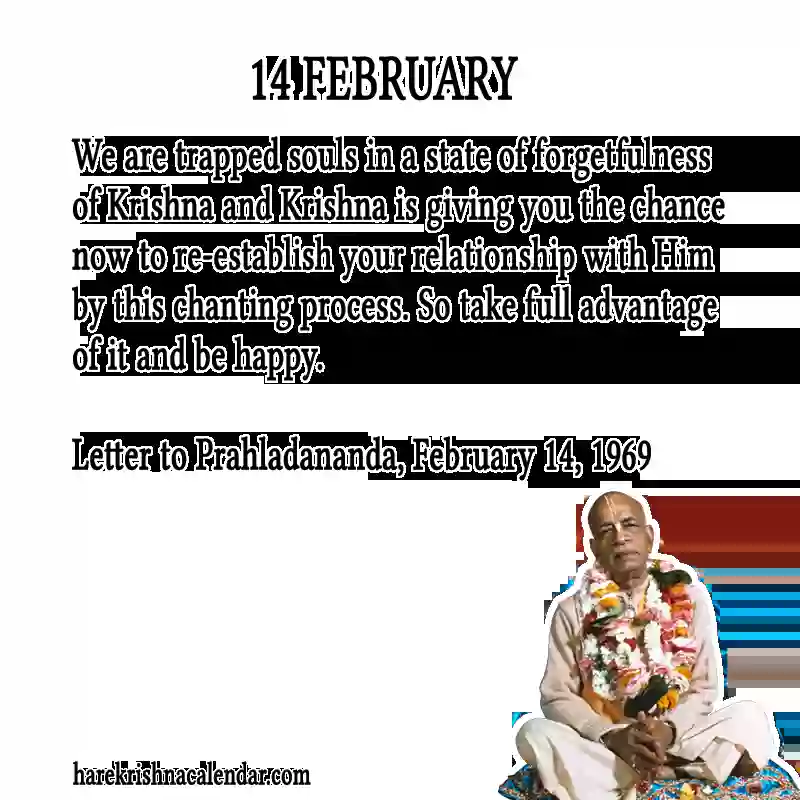 14 FEBRUARY
We are trapped souls in a state of forgetfulness
of Krishna and Krishna is giving you the chance
now to re-establish your relationship with Him
by this chanting process. So take full advantage
of it and be happy.
Letter to Prahladananda, February 14, 1969
harekrishnacalendar.com